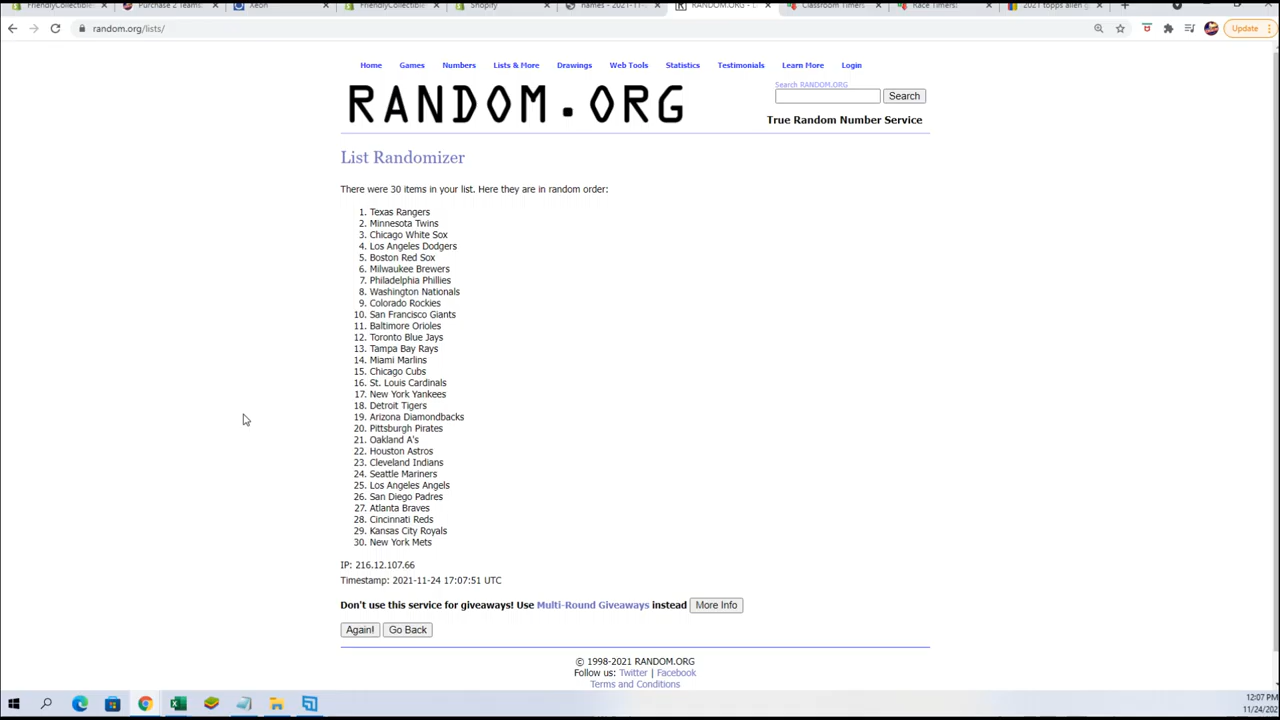 FriendlyCollectible
Purchase 2 Teams
Xeon
FriendlyCollectible
Shopify
names - 2021-11-2
RANDOM.ORG - L
Classroom Timers
Race Timers
2021 topps allen
random.org/lists/
Update
Home Games Numbers Lists & More Drawings Web Tools Statistics Testimonials Learn More Login
Search RANDOM.ORG
RANDOM.ORG
Search
True Random Number Service
List Randomizer
There were 30 items in your list. Here they are in random order:
1. Texas Rangers
2. Minnesota Twins
3. Chicago White Sox
4. Los Angeles Dodgers
5. Boston Red Sox
6. Milwaukee Brewers
7. Philadelphia Phillies
8. Washington Nationals
9. Colorado Rockies
10. San Francisco Giants
11. Baltimore Orioles
12. Toronto Blue Jays
13. Tampa Bay Rays
14. Miami Marlins
15. Chicago Cubs
16. St. Louis Cardinals
17. New York Yankees
18. Detroit Tigers
19. Arizona Diamondbacks
20. Pittsburgh Pirates
21. Oakland A's
22. Houston Astros
23. Cleveland Indians
24. Seattle Mariners
25. Los Angeles Angels
26. San Diego Padres
27. Atlanta Braves
28. Cincinnati Reds
29. Kansas City Royals
30. New York Mets
IP: 216.12.107.66
Timestamp: 2021-11-24 17:07:51 UTC
Don't use this service for giveaways! Use Multi-Round Giveaways instead More Info
Again! Go Back
© 1998-2021 RANDOM.ORG
Follow us: Twitter | Facebook
Terms and Conditions
12:07 PM
11/24/202